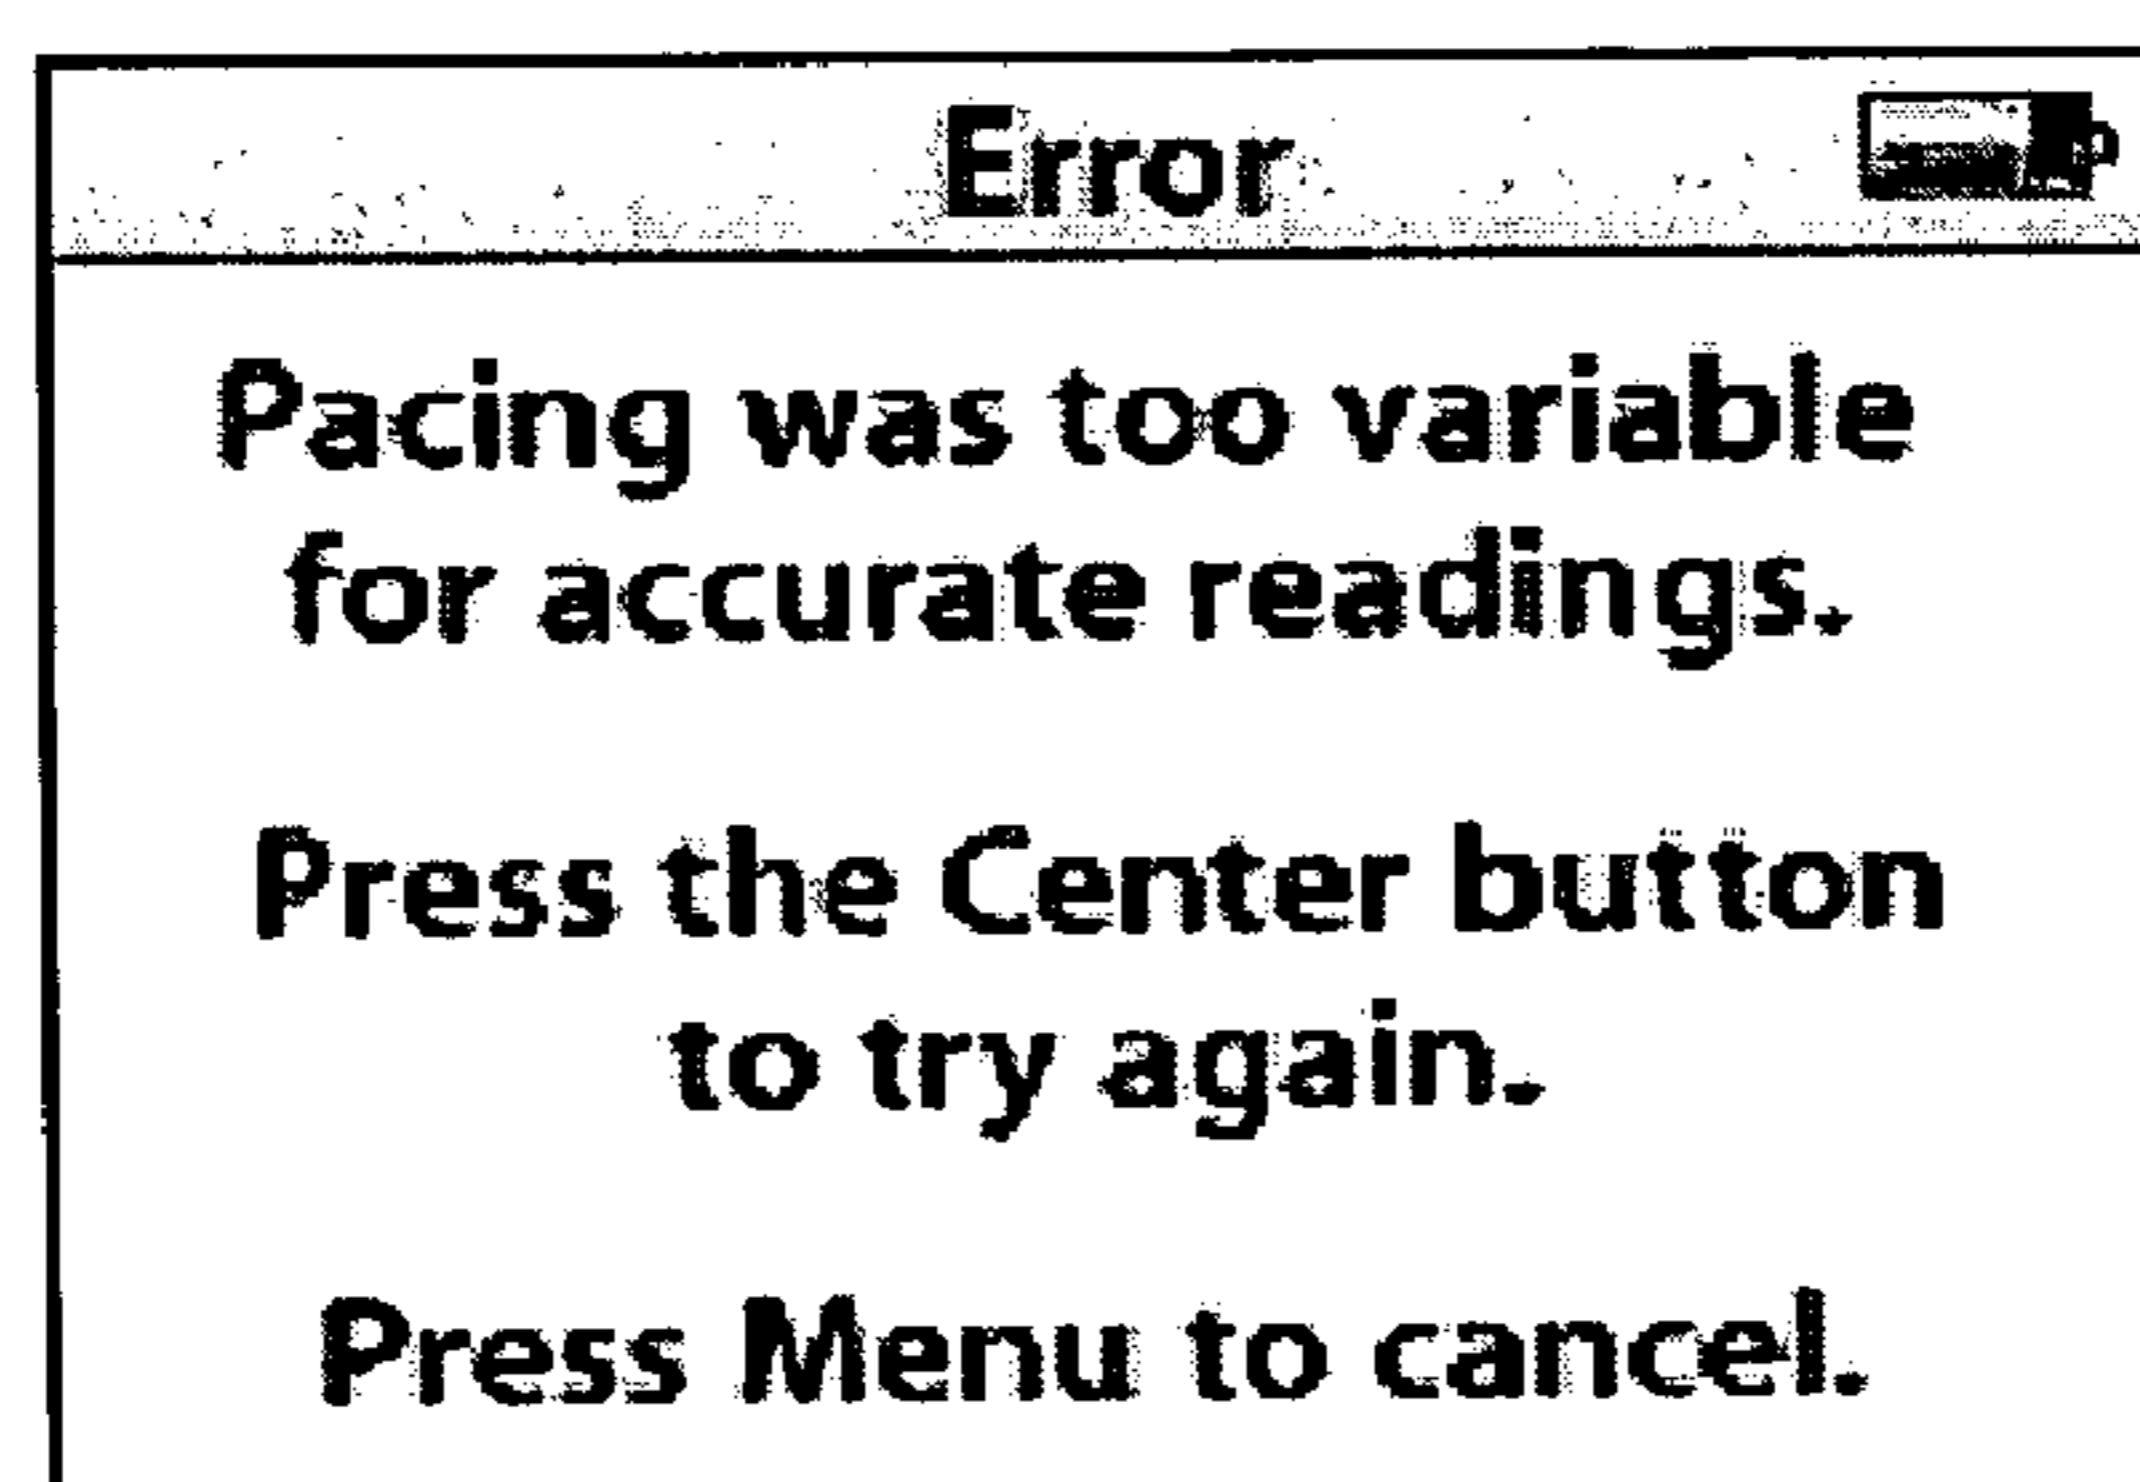 Error
Pacing was too variable
for accurate readings.
Press the Center button
to try again.
Press Menu to cancel.